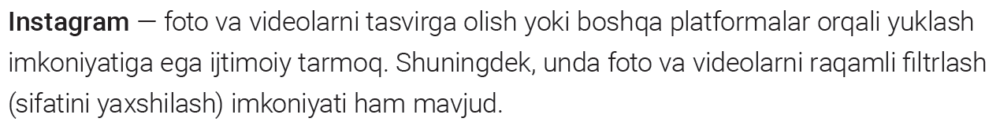 Instagram — foto va videolarni tasvirga olish yoki boshqa platformalar orqali yuklash
imkoniyatiga ega ijtimoiy tarmoq. Shuningdek, unda foto va videolarni raqamli filtrlash
(sifatini yaxshilash) imkoniyati ham mavjud.